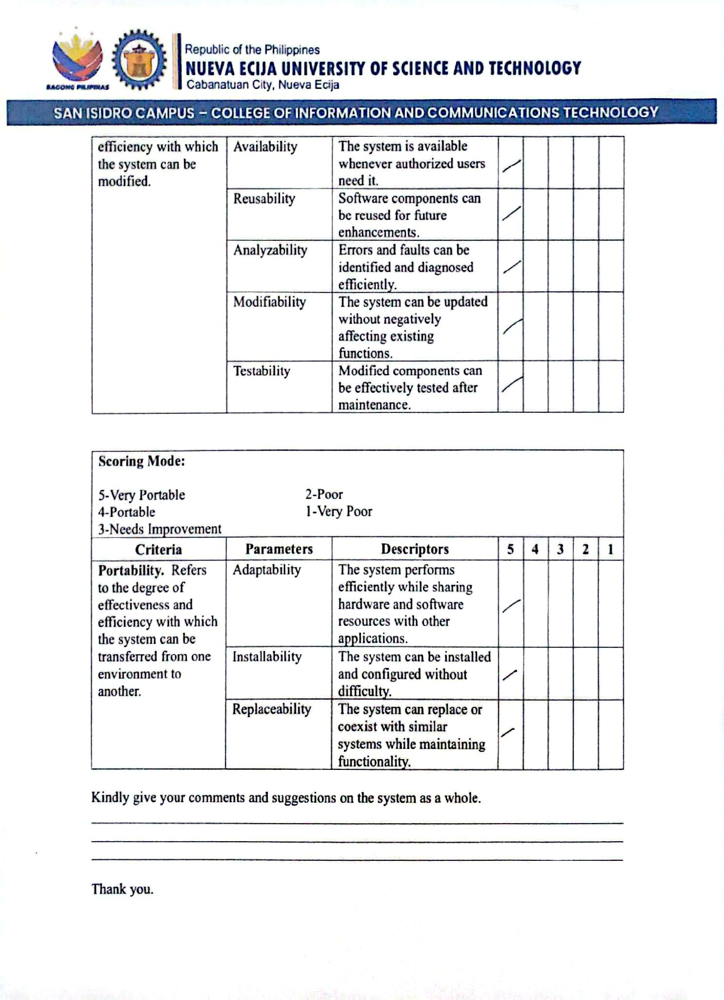 BAGONG PILIPINAS
Republic of the Philippines
NUEVA ECIJA UNIVERSITY OF SCIENCE AND TECHNOLOGY
Cabanatuan City, Nueva Ecija
SAN ISIDRO CAMPUS – COLLEGE OF INFORMATION AND COMMUNICATIONS TECHNOLOGY
efficiency with which
the system can be
modified.
Availability
The system is available
whenever authorized users
need it.
Reusability
Software components can
be reused for future
enhancements.
Analyzability
Errors and faults can be
identified and diagnosed
efficiently.
Modifiability
The system can be updated
without negatively
affecting existing
functions.
Testability
Modified components can
be effectively tested after
maintenance.
Scoring Mode:
5-Very Portable 2-Poor
4-Portable 1-Very Poor
3-Needs Improvement
Criteria Parameters Descriptors 5 4 3 2 1
Portability. Refers
to the degree of
effectiveness and
efficiency with which
the system can be
transferred from one
environment to
another.
Adaptability
The system performs
efficiently while sharing
hardware and software
resources with other
applications.
Installability
The system can be installed
and configured without
difficulty.
Replaceability
The system can replace or
coexist with similar
systems while maintaining
functionality.
Kindly give your comments and suggestions on the system as a whole.
Thank you.